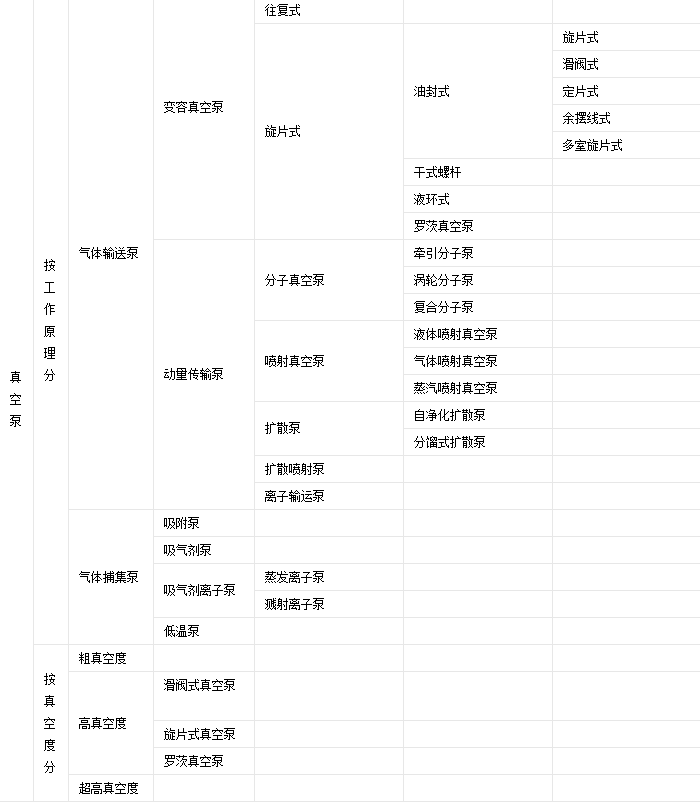 往复式
旋片式
滑阀式
变容真空泵
油封式
定片式
余摆线式
旋片式
多室旋片式
干式螺杆
液环式
罗茨真空泵
气体输送泵
牵引分子泵
按工作原理分
分子真空泵
涡轮分子泵
复合分子泵
液体喷射真空泵
喷射真空泵
气体喷射真空泵
真空泵
动量传输泵
蒸汽喷射真空泵
自净化扩散泵
扩散泵
分馏式扩散泵
扩散喷射泵
离子输运泵
吸附泵
吸气剂泵
气体捕集泵
蒸发离子泵
吸气剂离子泵
溅射离子泵
低温泵
粗真空度
按真空度分
滑阀式真空泵
高真空度
旋片式真空泵
罗茨真空泵
超高真空度